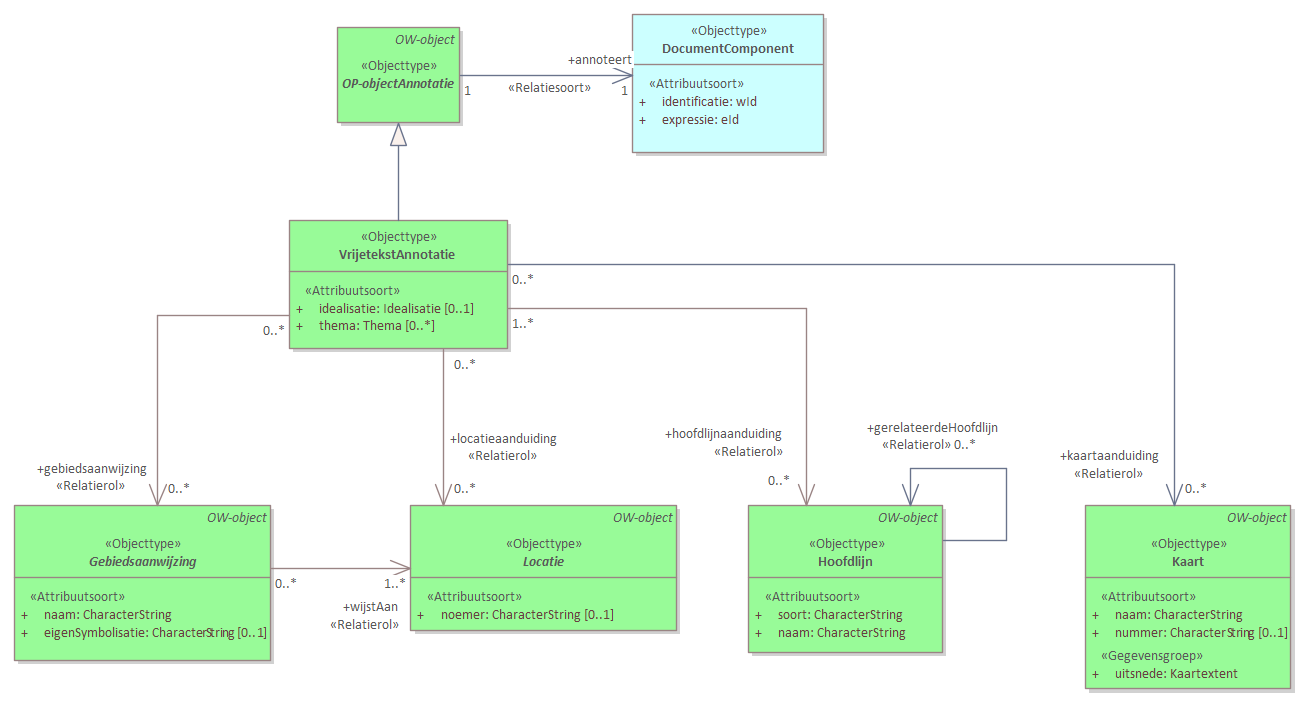 OW-object
«Objecttype»
OP-objectAnnotatie
1
+annoteert
«Relatiesoort»
1
«Objecttype»
DocumentComponent
«Attribuutsoort»
+ identificatie: wId
+ expressie: eId
«Objecttype»
VrijetekstAnnotatie
«Attribuutsoort»
+ idealisatie: Idealisatie [0..1]
+ thema: Thema [0..*]
0..*
0..*
1..*
0..*
+gebiedsaanwijzing
«Relatierol»
0..*
+locatieaanduiding
«Relatierol»
0..*
+hoofdlijnaanduiding
«Relatierol»
0..*
+gerelateerdeHoofdlijn
«Relatierol» 0..*
+kaartaanduiding
«Relatierol»
0..*
OW-object
«Objecttype»
Gebiedsaanwijzing
«Attribuutsoort»
+ naam: CharacterString
+ eigenSymbolisatie: CharacterString [0..1]
0..*
1..*
+wijstAan
«Relatierol»
OW-object
«Objecttype»
Locatie
«Attribuutsoort»
+ noemer: CharacterString [0..1]
OW-object
«Objecttype»
Hoofdlijn
«Attribuutsoort»
+ soort: CharacterString
+ naam: CharacterString
OW-object
«Objecttype»
Kaart
«Attribuutsoort»
+ naam: CharacterString
+ nummer: CharacterString [0..1]
«Gegevensgroep»
+ uitsnede: Kaartextent